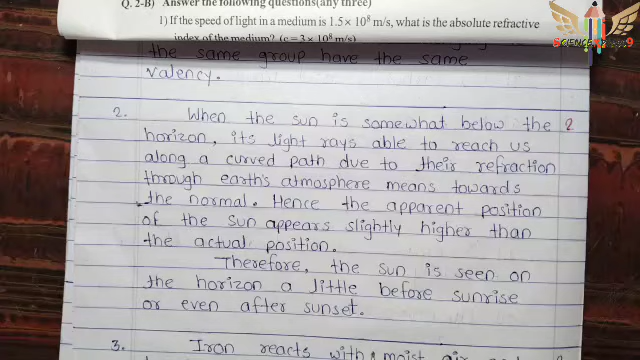 Q. 2-B) Answer the following questions(any three)
1) If the speed of light in a medium is 1.5× 10⁸ m/s, what is the absolute refractive
index of the medium? (c = 3× 10⁸ m/s)
the same group have the same
valency.
2. When the sun is somewhat below the 2
horizon, its light rays able to reach us
along a curved path due to their refraction
through earth's atmosphere means towards
the normal. Hence the apparent position
of the sun appears slightly higher than
the actual position.
Therefore, the sun is seen on
the horizon a little before sunrise
or even after sunset.
3. Iron reacts with moist air